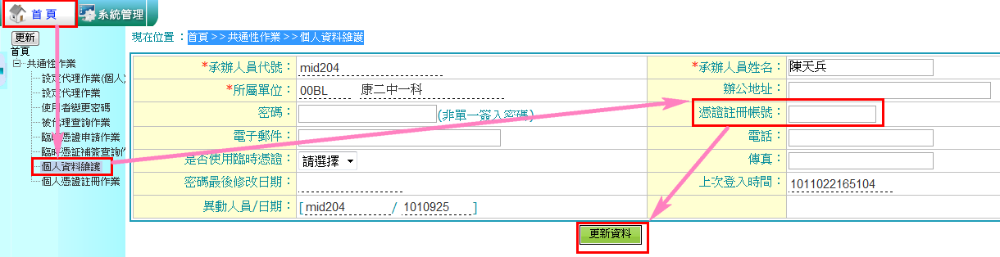 首 頁 系統管理
更新
首頁
共通性作業
設定代理作業(個人)
設定代理作業
使用者變更密碼
被代理查詢作業
臨時憑證申請作業
臨時憑証補簽查詢作
個人資料維護
個人憑證註冊作業
現在位置：首頁>>共通性作業>>個人資料維護
*承辦人員代號： mid204 *承辦人員姓名： 陳天兵
*所屬單位： 00BL 康二中一科 辦公地址：
密碼： (非單一簽入密碼) 憑證註冊帳號：
電子郵件： 電話：
是否使用臨時憑證： 請選擇 傳真：
密碼最後修改日期： 上次登入時間： 1011022165104
異動人員/日期： [mid204 / 1010925 ]
更新資料